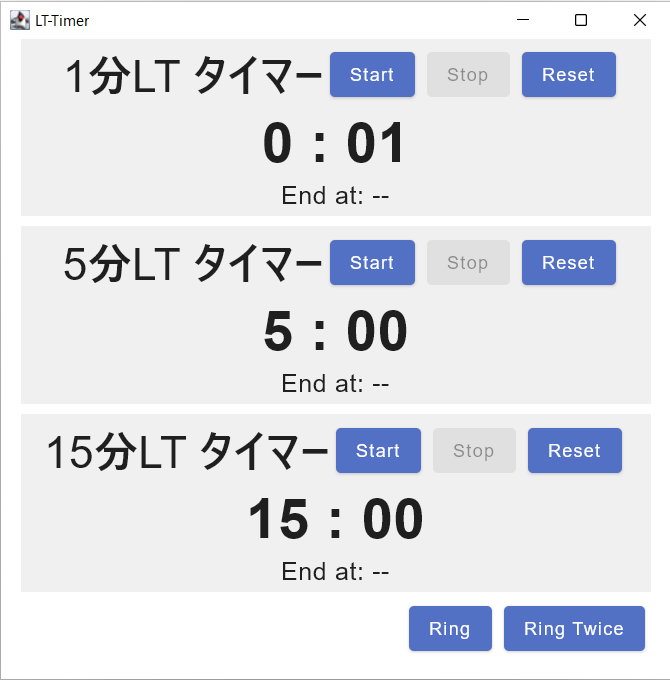 LT-Timer
1分LT タイマー Start Stop Reset
0 : 01
End at: --
5分LT タイマー Start Stop Reset
5 : 00
End at: --
15分LT タイマー Start Stop Reset
15 : 00
End at: --
Ring Ring Twice